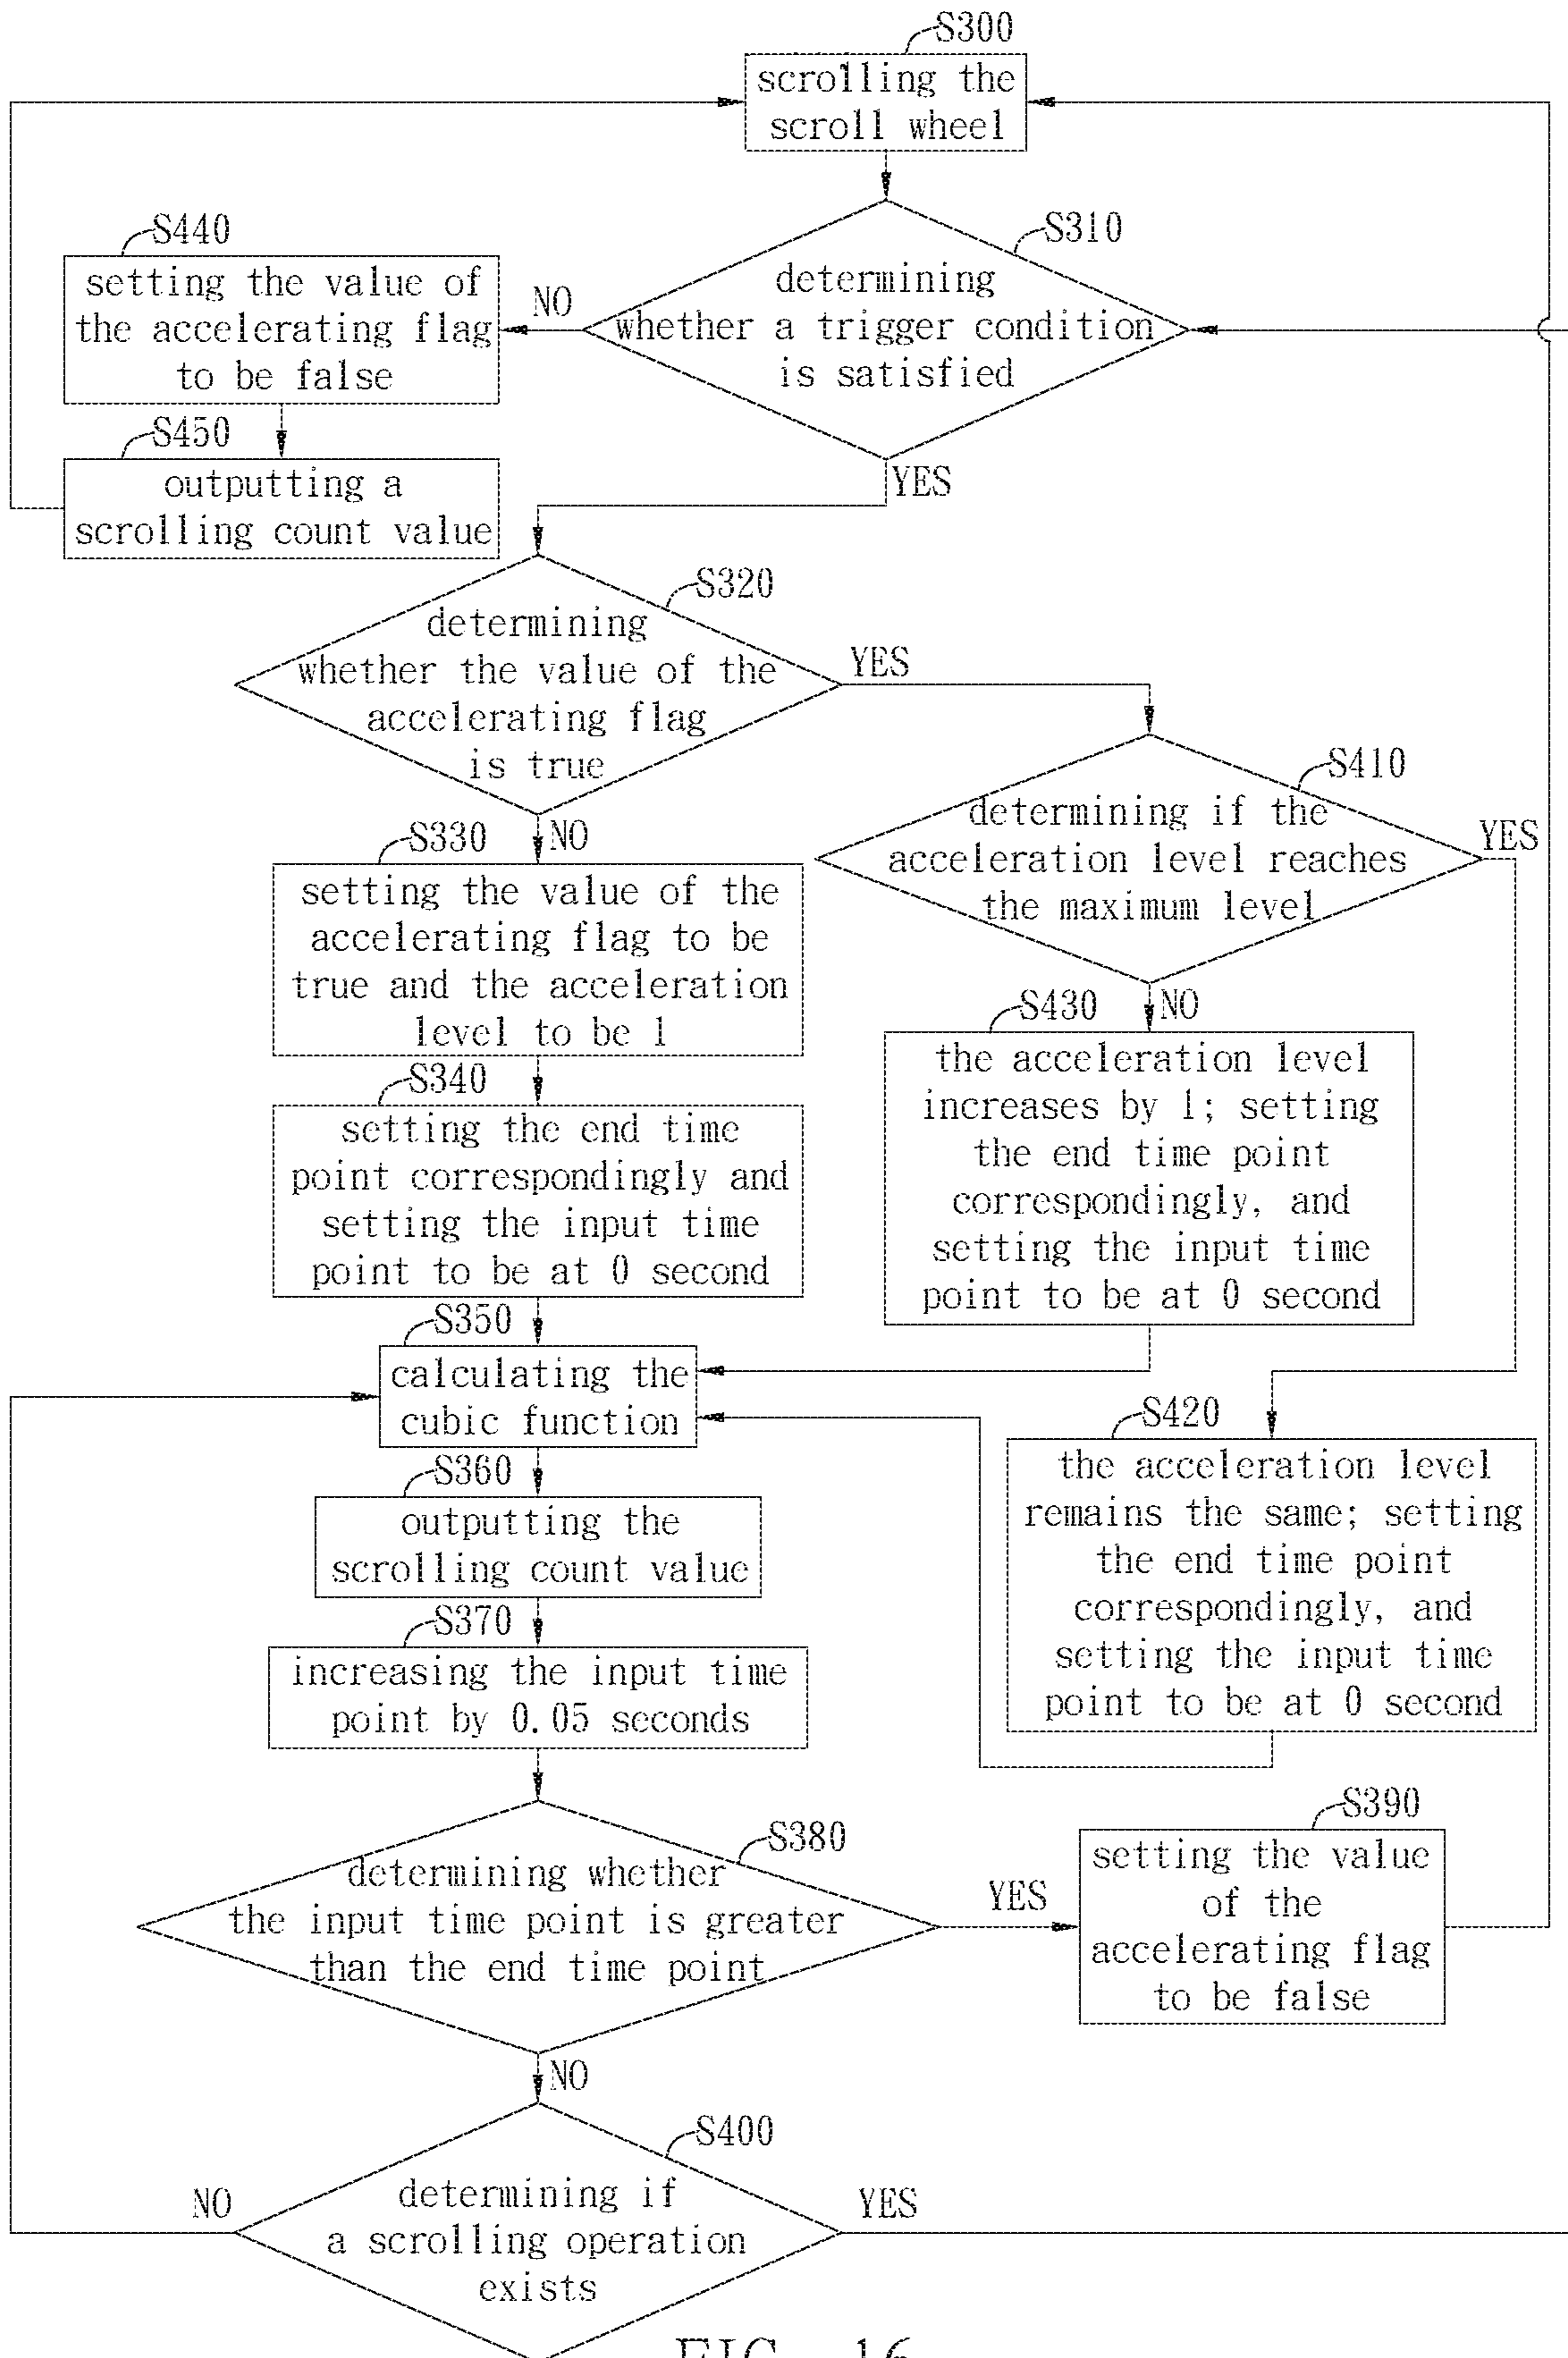 S300
scrolling the
scroll wheel
S310
determining
whether a trigger condition
is satisfied
NO
YES
S440
setting the value of
the accelerating flag
to be false
S450
outputting a
scrolling count value
S320
determining
whether the value of the
accelerating flag
is true
YES
NO
S410
determining if the
acceleration level reaches
the maximum level
YES
NO
S330
setting the value of the
accelerating flag to be
true and the acceleration
level to be 1
S340
setting the end time
point correspondingly and
setting the input time
point to be at 0 second
S430
the acceleration level
increases by 1; setting
the end time point
correspondingly, and
setting the input time
point to be at 0 second
S350
calculating the
cubic function
S420
the acceleration level
remains the same; setting
the end time point
correspondingly, and
setting the input time
point to be at 0 second
S360
outputting the
scrolling count value
S370
increasing the input time
point by 0.05 seconds
S380
determining whether
the input time point is greater
than the end time point
YES
NO
S390
setting the value
of the
accelerating flag
to be false
S400
determining if
a scrolling operation
exists
NO
YES
FIG. 16